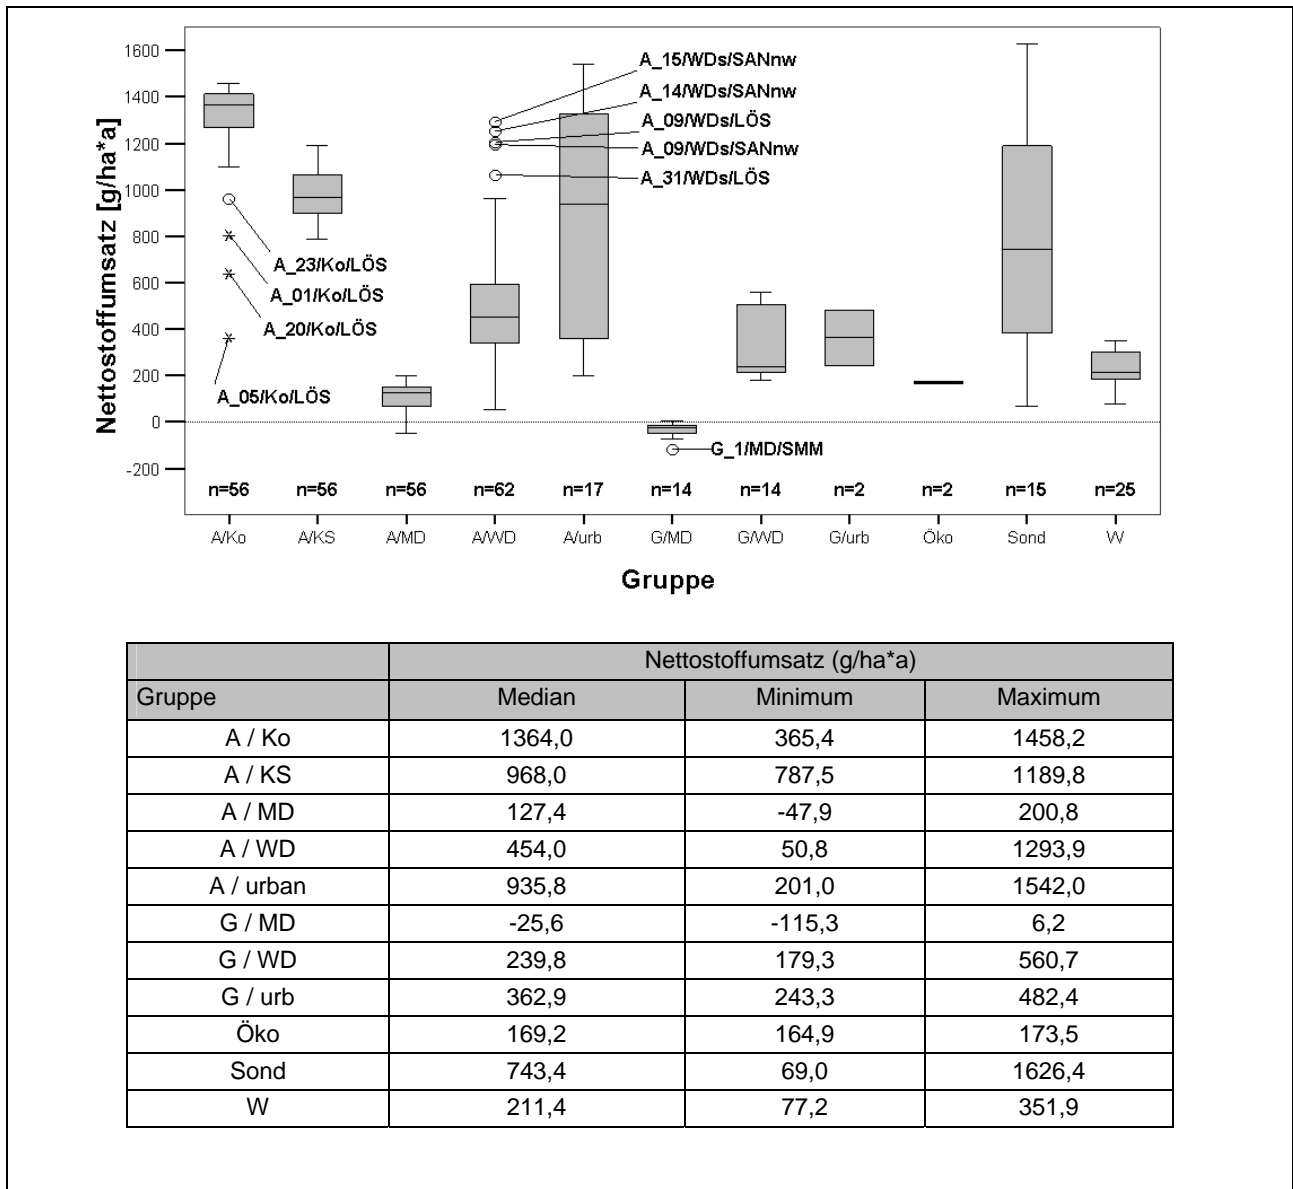 Nettostoffumsatz [g/ha*a]
1600
1400
1200
1000
800
600
400
200
0
-200
A_15/WDs/SANnw
A_14/WDs/SANnw
A_09/WDs/LÖS
A_09/WDs/SANnw
A_31/WDs/LÖS
A_23/Ko/LÖS
A_01/Ko/LÖS
A_20/Ko/LÖS
A_05/Ko/LÖS
G_1/MD/SMM
n=56 n=56 n=56 n=62 n=17 n=14 n=14 n=2 n=2 n=15 n=25
A/Ko A/KS A/MD A/WD A/urb G/MD G/WD G/urb Öko Sond W
Gruppe
Nettostoffumsatz (g/ha*a)
Gruppe Median Minimum Maximum
A / Ko 1364,0 365,4 1458,2
A / KS 968,0 787,5 1189,8
A / MD 127,4 -47,9 200,8
A / WD 454,0 50,8 1293,9
A / urban 935,8 201,0 1542,0
G / MD -25,6 -115,3 6,2
G / WD 239,8 179,3 560,7
G / urb 362,9 243,3 482,4
Öko 169,2 164,9 173,5
Sond 743,4 69,0 1626,4
W 211,4 77,2 351,9